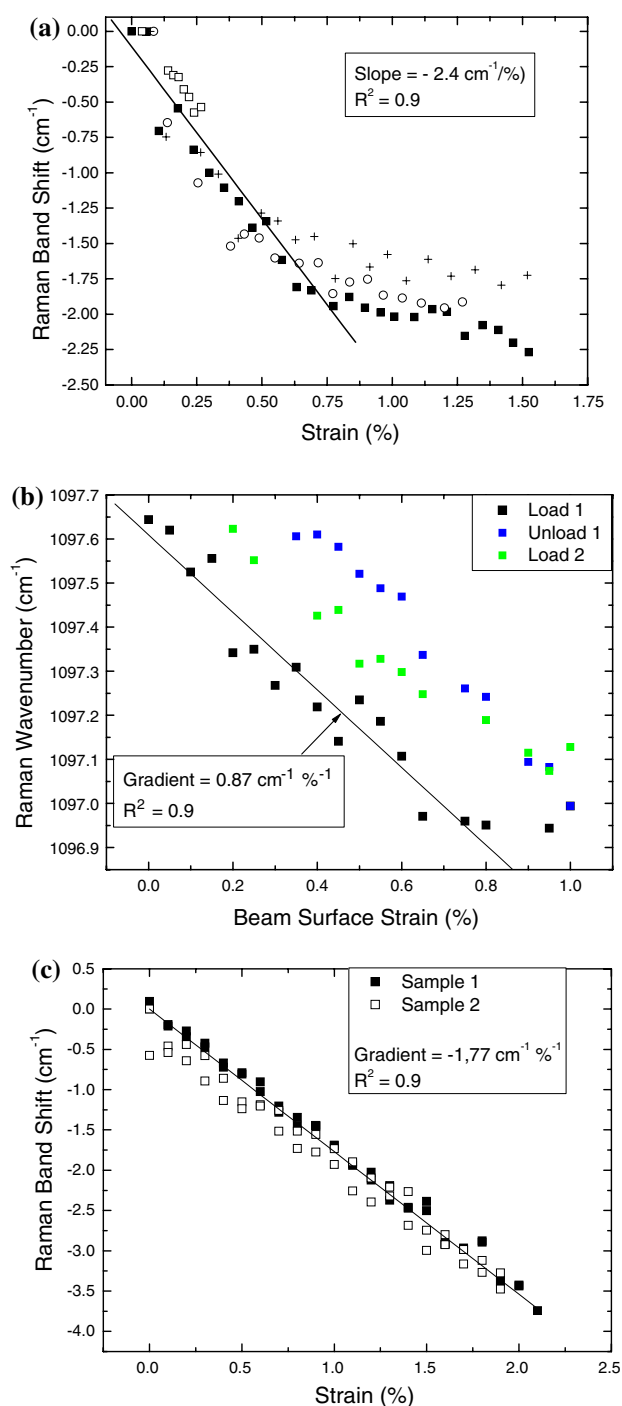 (a)
0.00
-0.25
-0.50
-0.75
-1.00
-1.25
-1.50
-1.75
-2.00
-2.25
-2.50
Raman Band Shift (cm-1)
Slope = - 2.4 cm-1/%)
R2 = 0.9
0.00 0.25 0.50 0.75 1.00 1.25 1.50 1.75
Strain (%)
(b)
1097.7
1097.6
1097.5
1097.4
1097.3
1097.2
1097.1
1097.0
1096.9
Raman Wavenumber (cm-1)
Load 1
Unload 1
Load 2
Gradient = 0.87 cm-1 %-1
R2 = 0.9
0.0 0.2 0.4 0.6 0.8 1.0
Beam Surface Strain (%)
(c)
0.5
0.0
-0.5
-1.0
-1.5
-2.0
-2.5
-3.0
-3.5
-4.0
Raman Band Shift (cm-1)
Sample 1
Sample 2
Gradient = -1,77 cm-1 %-1
R2 = 0.9
0.0 0.5 1.0 1.5 2.0 2.5
Strain (%)